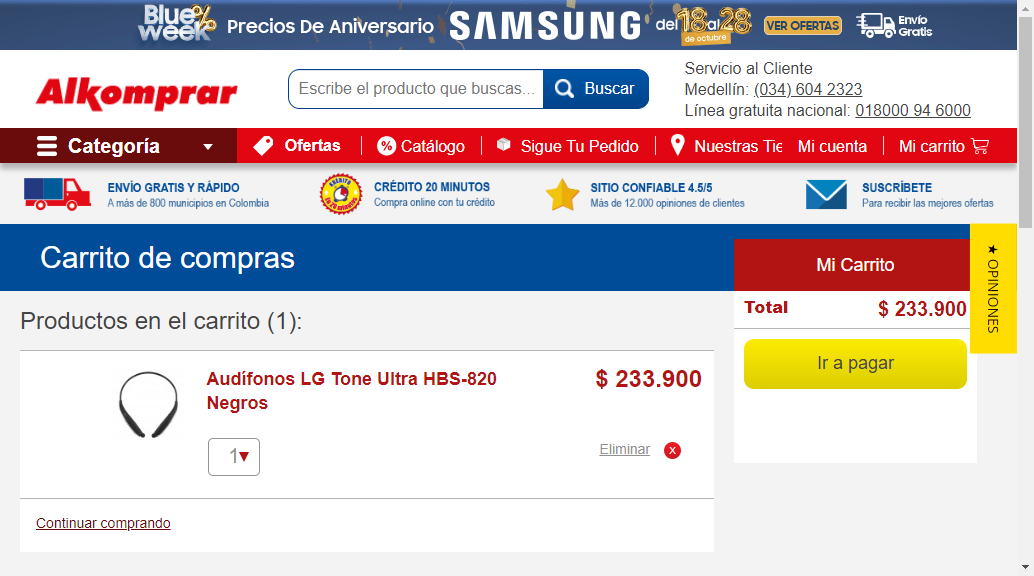 Blue% week Precios De Aniversario SAMSUNG del 18 al 28 de octubre VER OFERTAS Envío Gratis
Alkomprar
Escribe el producto que buscas... Buscar
Servicio al Cliente
Medellín: (034) 604 2323
Línea gratuita nacional: 018000 94 6000
Categoría Ofertas % Catálogo Sigue Tu Pedido Nuestras Tie Mi cuenta Mi carrito
ENVÍO GRATIS Y RÁPIDO
A más de 800 municipios en Colombia
CRÉDITO 20 MINUTOS
Compra online con tu crédito
SITIO CONFIABLE 4.5/5
Más de 12.000 opiniones de clientes
SUSCRÍBETE
Para recibir las mejores ofertas
Carrito de compras
Mi Carrito
★ OPINIONES
Total $ 233.900
Ir a pagar
Productos en el carrito (1):
Audífonos LG Tone Ultra HBS-820
Negros
$ 233.900
1
Eliminar x
Continuar comprando